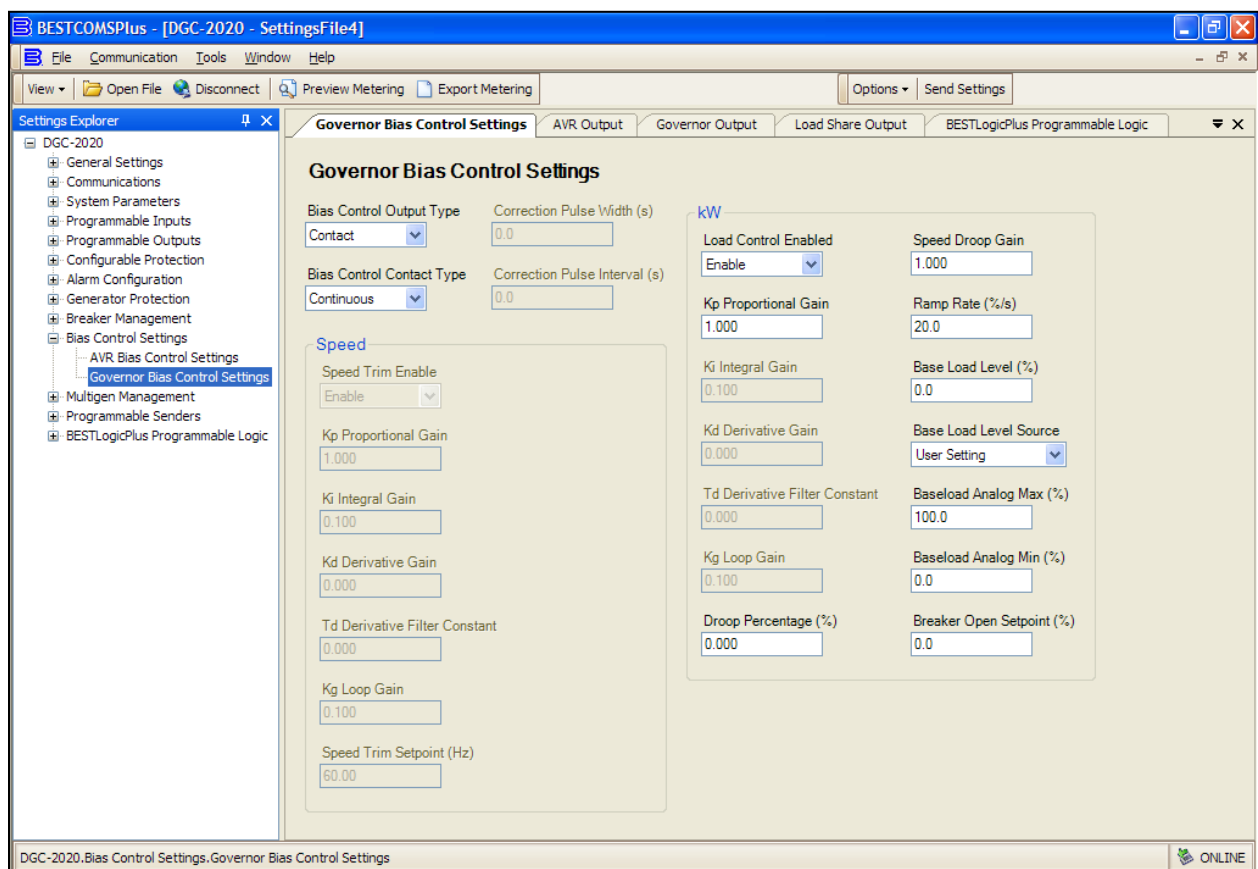 BESTCOMSPlus - [DGC-2020 - SettingsFile4]
File Communication Tools Window Help
View Open File Disconnect Preview Metering Export Metering Options Send Settings
Settings Explorer
DGC-2020
General Settings
Communications
System Parameters
Programmable Inputs
Programmable Outputs
Configurable Protection
Alarm Configuration
Generator Protection
Breaker Management
Bias Control Settings
AVR Bias Control Settings
Governor Bias Control Settings
Multigen Management
Programmable Senders
BESTLogicPlus Programmable Logic
Governor Bias Control Settings AVR Output Governor Output Load Share Output BESTLogicPlus Programmable Logic
Governor Bias Control Settings
Bias Control Output Type Correction Pulse Width (s)
Contact 0.0
Bias Control Contact Type Correction Pulse Interval (s)
Continuous 0.0
Speed
Speed Trim Enable
Enable
Kp Proportional Gain
1.000
Ki Integral Gain
0.100
Kd Derivative Gain
0.000
Td Derivative Filter Constant
0.000
Kg Loop Gain
0.100
Speed Trim Setpoint (Hz)
60.00
kW
Load Control Enabled Speed Droop Gain
Enable 1.000
Kp Proportional Gain Ramp Rate (%/s)
1.000 20.0
Ki Integral Gain Base Load Level (%)
0.100 0.0
Kd Derivative Gain Base Load Level Source
0.000 User Setting
Td Derivative Filter Constant Baseload Analog Max (%)
0.000 100.0
Kg Loop Gain Baseload Analog Min (%)
0.100 0.0
Droop Percentage (%) Breaker Open Setpoint (%)
0.000 0.0
DGC-2020.Bias Control Settings.Governor Bias Control Settings ONLINE